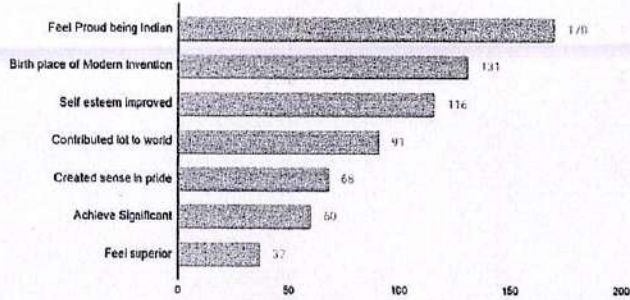 Feel Proud being Indian 170
Birth place of Modern Invention 131
Self esteem improved 116
Contributed lot to world 91
Created sense in pride 68
Achieve Significant 60
Feel superior 37
0 50 100 150 200